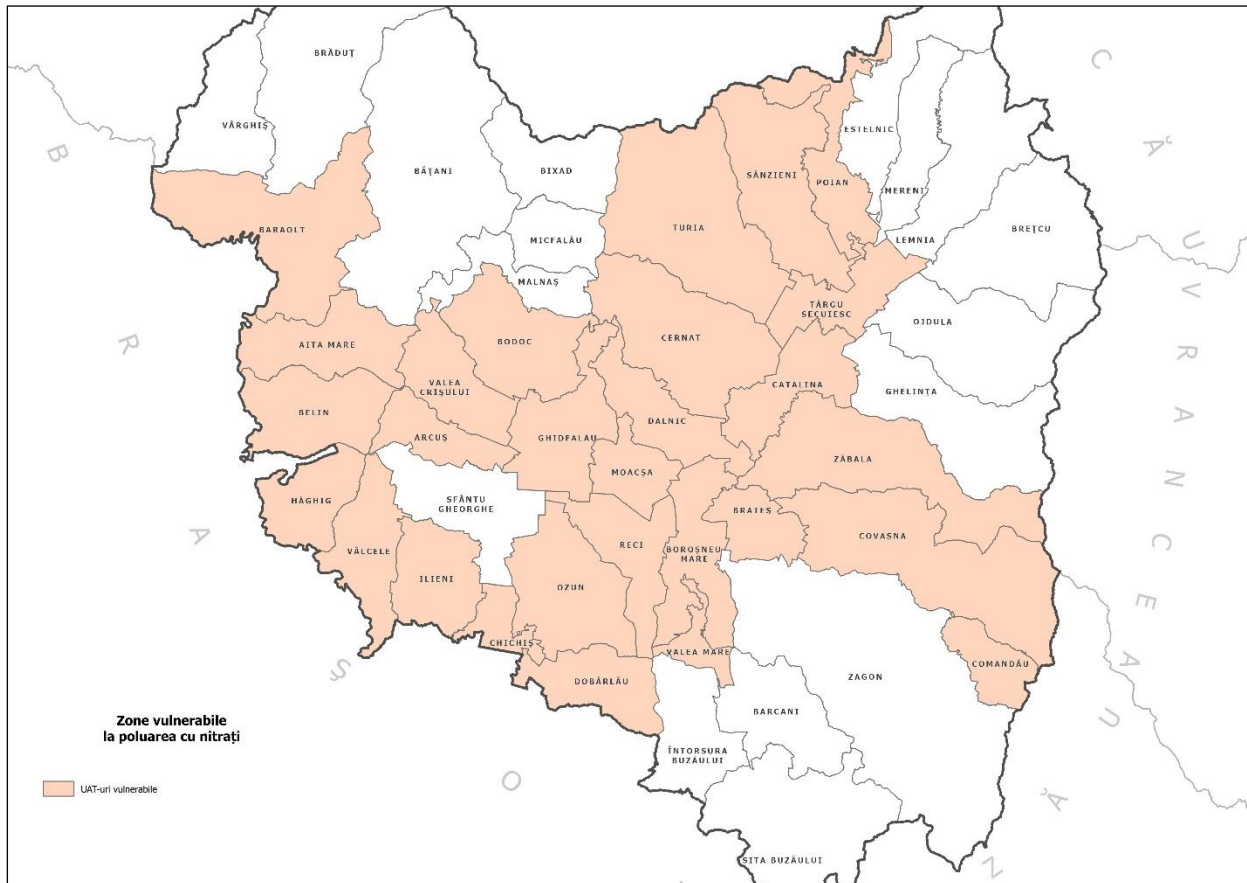 BRĂDUȚ
VÂRGHIȘ
ESTELNIC
BĂȚANI
BIXAD
SÂNZIENI
POIAN
MERENI
BARAOLT
TURIA
BREȚCU
MICFALĂU
LEMNIA
MALNAȘ
TÂRGU
SECUIESC
OJDULA
AITA MARE
BODOC
CERNAT
VALEA
CRIȘULUI
CATALINA
GHELINȚA
BELIN
DALNIC
ARCUȘ
GHIDFALĂU
ZĂBALA
MOACȘA
HĂGHIG
SFÂNTU
GHEORGHE
BRATEȘ
COVASNA
VÂLCELE
RECI
BOROȘNEU
MARE
ILIENI
OZUN
CHICHIȘ
VALEA MARE
COMANDĂU
DOBÂRLĂU
ZAGON
BARCANI
ÎNTORSURA
BUZĂULUI
SITA BUZĂULUI
B R A Ș O
C Ă U
V R A N C E A
U Ă Z
Zone vulnerabile
la poluarea cu nitrați
UAT-uri vulnerabile